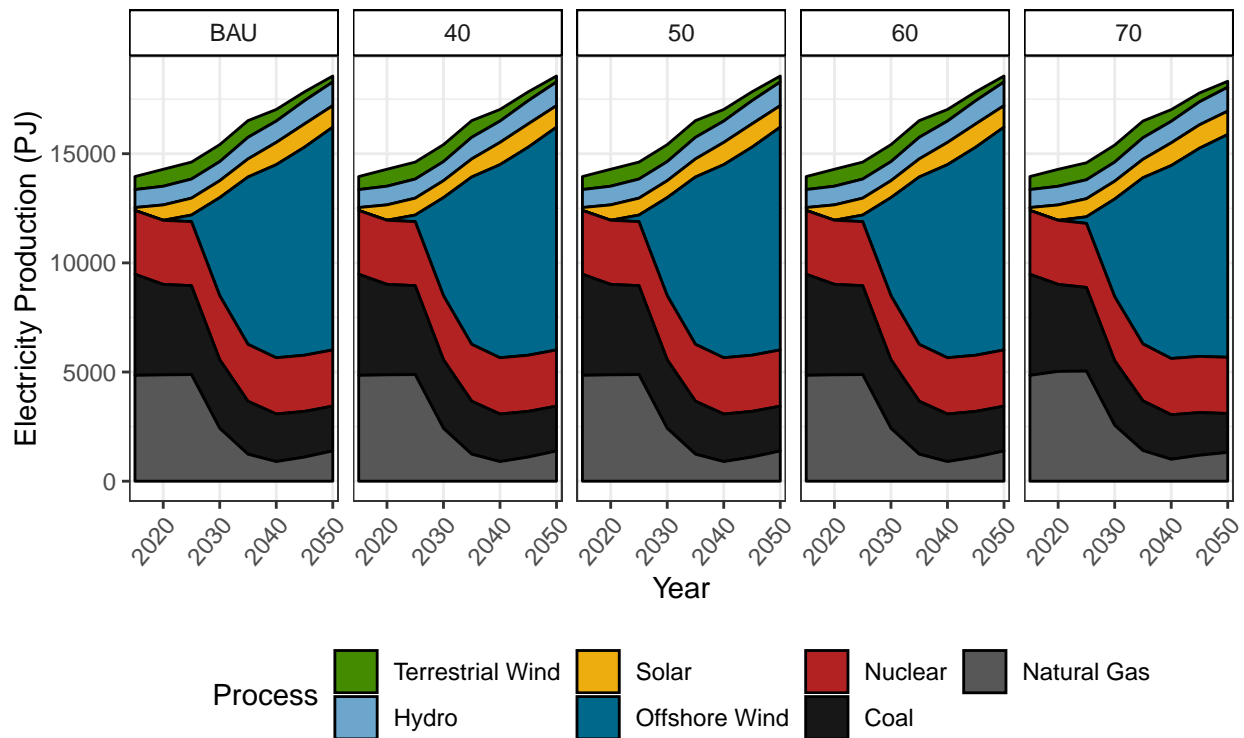 BAU 40 50 60 70
Electricity Production (PJ)
15000
10000
5000
0
2020 2030 2040 2050 2020 2030 2040 2050 2020 2030 2040 2050 2020 2030 2040 2050 2020 2030 2040 2050
Year
Process
Terrestrial Wind Solar Nuclear Natural Gas
Hydro Offshore Wind Coal